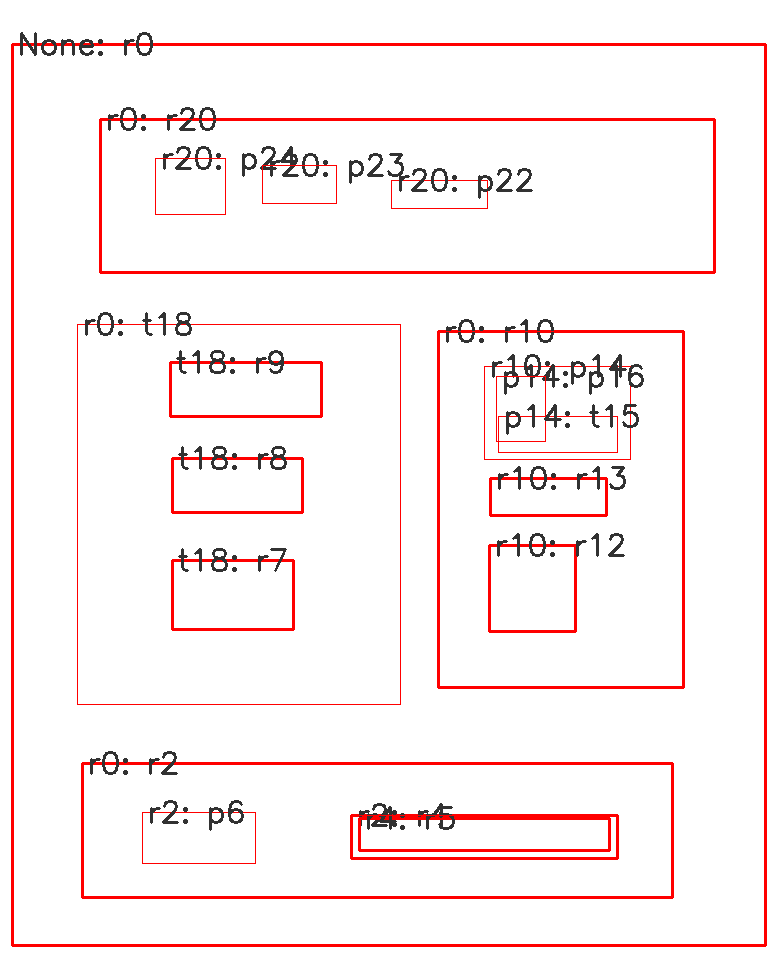 None: r0
r0: r20
r20: p24
r20: p23
r20: p22
r0: t18
r0: r10
t18: r9
r10: p14
p14: p16
p14: t15
t18: r8
r10: r13
t18: r7
r10: r12
r0: r2
r2: p6
r2: r4
r4: r5